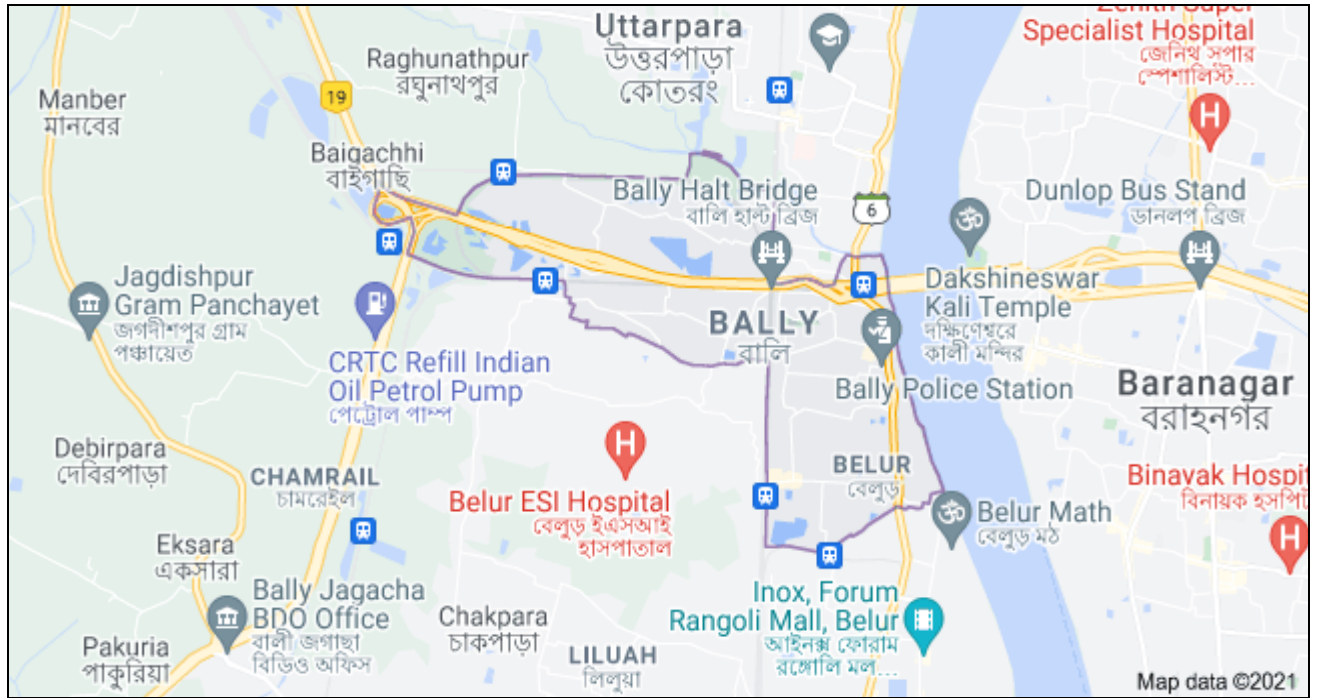 Uttarpara
উত্তরপাড়া
কোতরং
Super
Specialist Hospital
জেনিথ সপার
স্পেশালিস্ট...
Raghunathpur
রঘুনাথপুর
Manber
মানবের
19
Baigachhi
বাইগাছি
Bally Halt Bridge
বালি হাল্ট ব্রিজ
6
Dunlop Bus Stand
ডানলপ ব্রিজ
Jagdishpur
Gram Panchayet
জগদীশপুর গ্রাম
পঞ্চায়েত
Dakshineswar
Kali Temple
দক্ষিণেশ্বরে
কালী মন্দির
BALLY
বালি
CRTC Refill Indian
Oil Petrol Pump
পেট্রোল পাম্প
Bally Police Station
Baranagar
বরাহনগর
Debirpara
দেবিরপাড়া
CHAMRAIL
চামরেইল
BELUR
বেলুড়
H
Belur ESI Hospital
বেলুড় ইএসআই
হাসপাতাল
Binavak Hospit
বিনায়ক হসপিট
H
H
Belur Math
বেলুড় মঠ
Eksara
একসারা
Bally Jagacha
BDO Office
বালী জগাছা
বিডিও অফিস
Chakpara
চাকপাড়া
Inox, Forum
Rangoli Mall, Belur
আইনক্স ফোরাম
রঙ্গোলি মল...
Pakuria
পাকুরিয়া
LILUAH
লিলুয়া
Map data ©2021